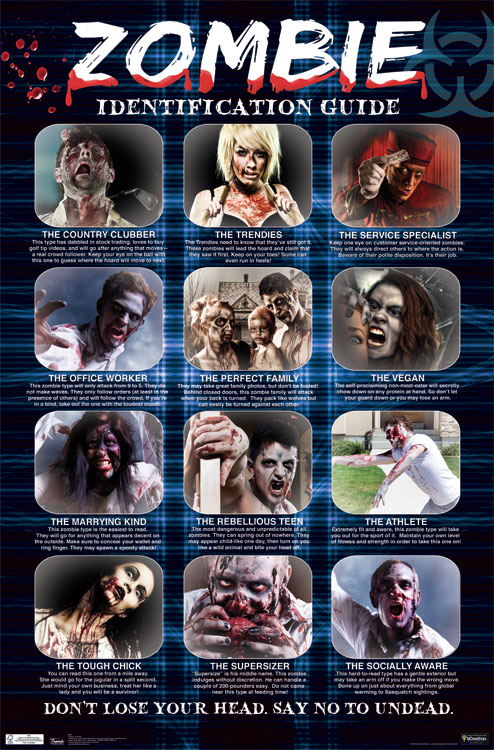 ZOMBIE
IDENTIFICATION GUIDE
THE COUNTRY CLUBBER
This type has dabbled in stock trading, loves to buy
golf tip videos, and will go after anything that moves–
a real crowd follower. Keep your eye on the ball with
this one to guess where the hoard will move to next.
THE TRENDIES
The Trendies need to know that they've still got it.
These zombies will lead the hoard and claim that
they saw it first. Keep on your toes! Some can
even run in heels!
THE SERVICE SPECIALIST
Keep one eye on customer service-oriented zombies.
They will always direct others to where the action is.
Beware of their polite disposition. It's their job.
THE OFFICE WORKER
This zombie type will only attack from 9 to 5. They do
not make waves. They only follow orders (at least in the
presence of others) and will follow the crowd. If you're
in a bind, take out the one with the loudest mouth!
THE PERFECT FAMILY
They may take great family photos, but don't be fooled!
Behind closed doors, this zombie family will attack
when your back is turned. They pack like wolves but
can easily be turned against each other.
THE VEGAN
The self-proclaiming non-meat-eater will secretly
chow down on any protein at hand. So don't let
your guard down or you may lose an arm.
THE MARRYING KIND
This zombie type is the easiest to read.
They will go for anything that appears decent on
the outside. Make sure to conceal your wallet and
ring finger. They may spawn a speedy attack!
THE REBELLIOUS TEEN
The most dangerous and unpredictable of all
zombies. They can spring out of nowhere. They
may appear child-like one day, then turn on you
like a wild animal and bite your head off.
THE ATHLETE
Extremely fit and aware, this zombie type will take
you out for the sport of it. Maintain your own level
of fitness and strength in order to take this one on!
THE TOUGH CHICK
You can read this one from a mile away.
She would go for the jugular in a split second.
Just mind your own business, treat her like a
lady and you will be a survivor!
THE SUPERSIZER
"Supersize" is his middle name. This zombie
indulges without discretion. He can handle a
couple of 200-pounders easy. Do not come
near this type at feeding time!
THE SOCIALLY AWARE
This hard-to-read type has a gentle exterior but
may take an arm off if you make the wrong move.
Bone up on just about everything from global
warming to Sasquatch sightings.
DON'T LOSE YOUR HEAD. SAY NO TO UNDEAD.
FSC
Trends
bCreative